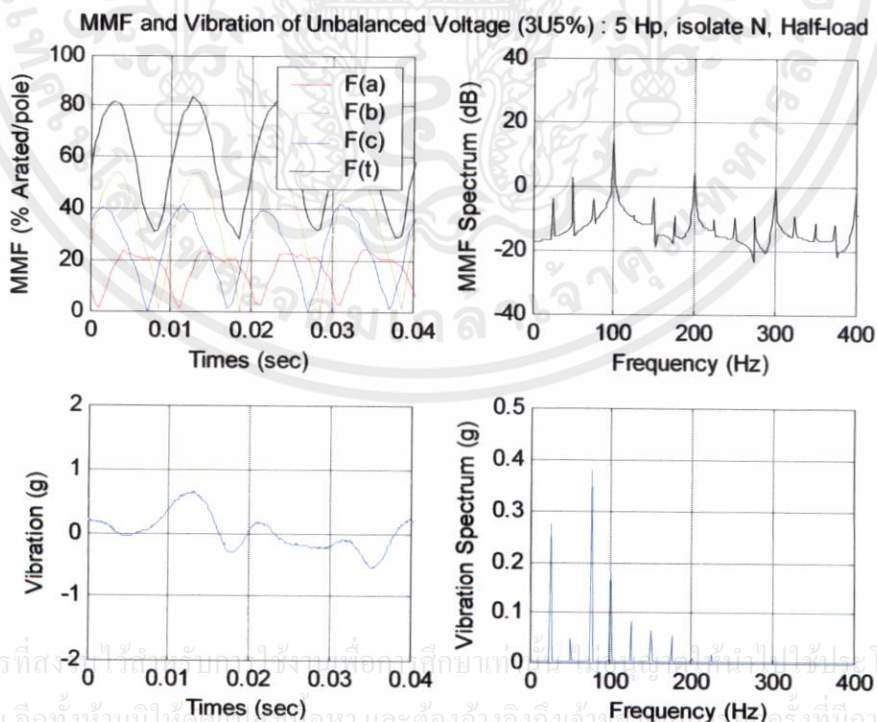 MMF and Vibration of Unbalanced Voltage (3U5%) : 5 Hp, isolate N, Half-load
MMF (% Arated/pole)
100
80
60
40
20
0
F(a)
F(b)
F(c)
F(t)
0 0.01 0.02 0.03 0.04
Times (sec)
MMF Spectrum (dB)
40
20
0
-20
-40
0 100 200 300 400
Frequency (Hz)
Vibration (g)
2
1
0
-1
-2
0 0.01 0.02 0.03 0.04
Times (sec)
Vibration Spectrum (g)
0.5
0.4
0.3
0.2
0.1
0
0 100 200 300 400
Frequency (Hz)